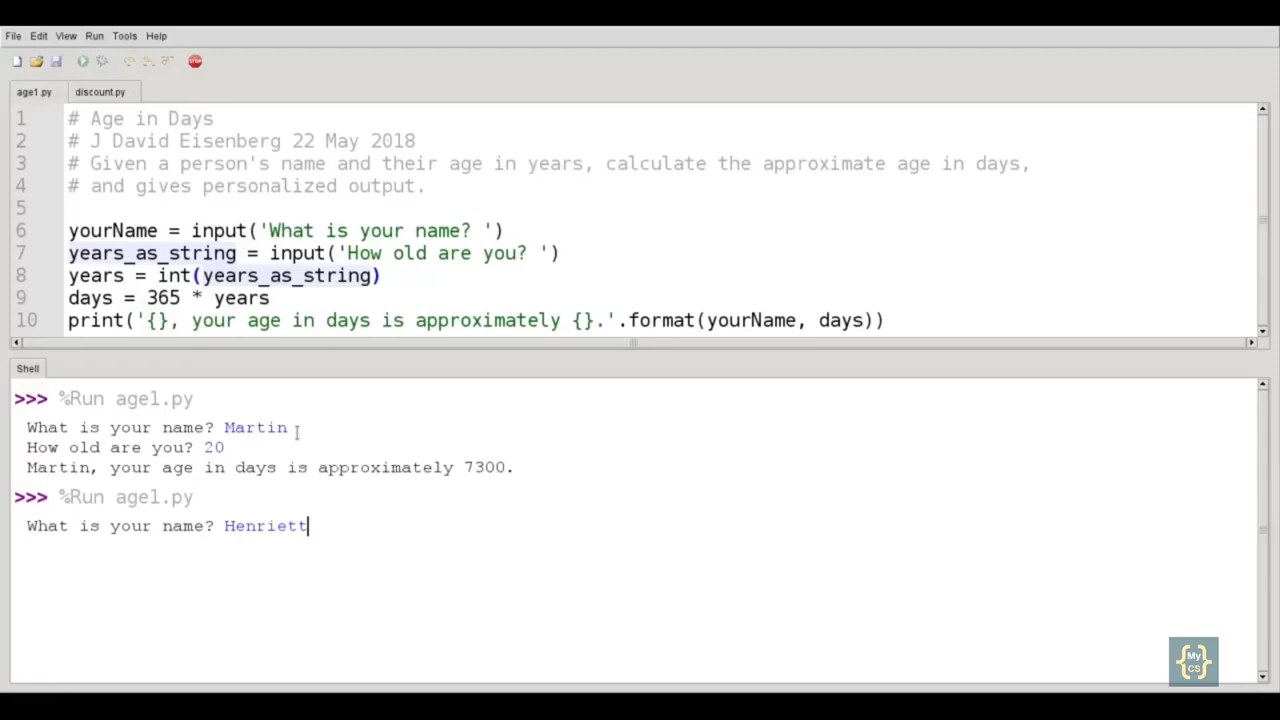 File Edit View Run Tools Help
STOP
age1.py discount.py
1 # Age in Days
2 # J David Eisenberg 22 May 2018
3 # Given a person's name and their age in years, calculate the approximate age in days,
4 # and gives personalized output.
5
6 yourName = input('What is your name? ')
7 years_as_string = input('How old are you? ')
8 years = int(years_as_string)
9 days = 365 * years
10 print('{}, your age in days is approximately {}.'.format(yourName, days))
Shell
>>> %Run age1.py
What is your name? Martin
How old are you? 20
Martin, your age in days is approximately 7300.
>>> %Run age1.py
What is your name? Henriett
{My}
CS